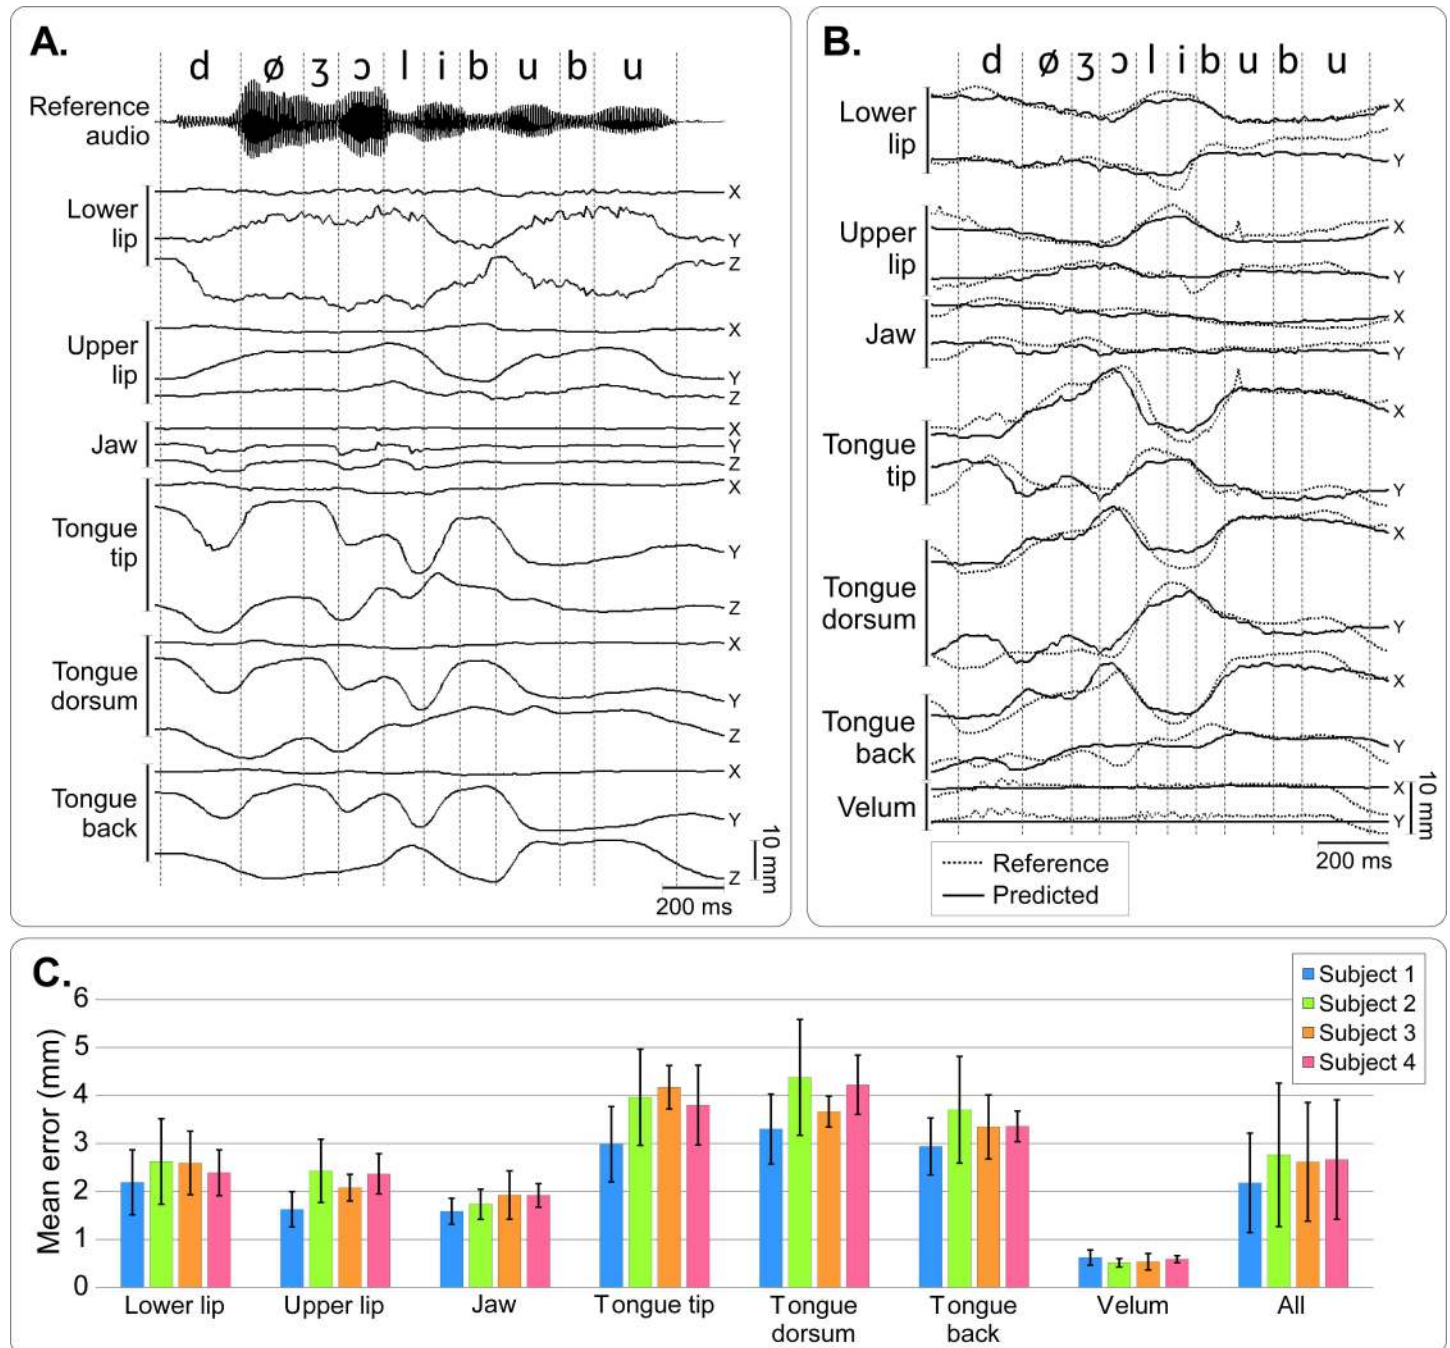 A.
d ø ʒ ɔ l i b u b u
Reference
audio
Lower
lip
X
Y
Z
Upper
lip
X
Y
Z
Jaw
X
Y
Z
Tongue
tip
X
Y
Z
Tongue
dorsum
X
Y
Z
Tongue
back
X
Y
Z
10 mm
200 ms
B.
d ø ʒ ɔ l i b u b u
Lower
lip
X
Y
Upper
lip
X
Y
Jaw
X
Y
Tongue
tip
X
Y
Tongue
dorsum
X
Y
Tongue
back
X
Y
Velum
X
Y
10 mm
200 ms
Reference
Predicted
C.
Subject 1
Subject 2
Subject 3
Subject 4
Mean error (mm)
6
5
4
3
2
1
0
Lower lip
Upper lip
Jaw
Tongue tip
Tongue
dorsum
Tongue
back
Velum
All